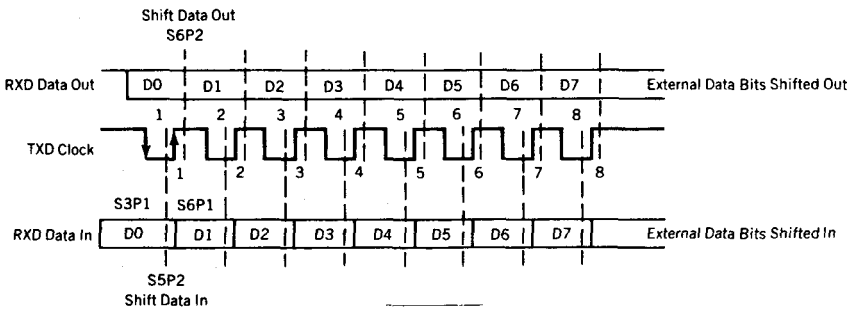 Shift Data Out
S6P2
RXD Data Out D0 D1 D2 D3 D4 D5 D6 D7 External Data Bits Shifted Out
1 2 3 4 5 6 7 8
TXD Clock
1 2 3 4 5 6 7 8
S3P1 S6P1
RXD Data In D0 D1 D2 D3 D4 D5 D6 D7 External Data Bits Shifted In
S5P2
Shift Data In